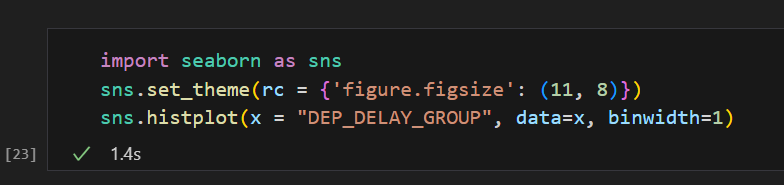 import seaborn as sns
sns.set_theme(rc = {'figure.figsize': (11, 8)})
sns.histplot(x = "DEP_DELAY_GROUP", data=x, binwidth=1)
[23] ✓ 1.4s